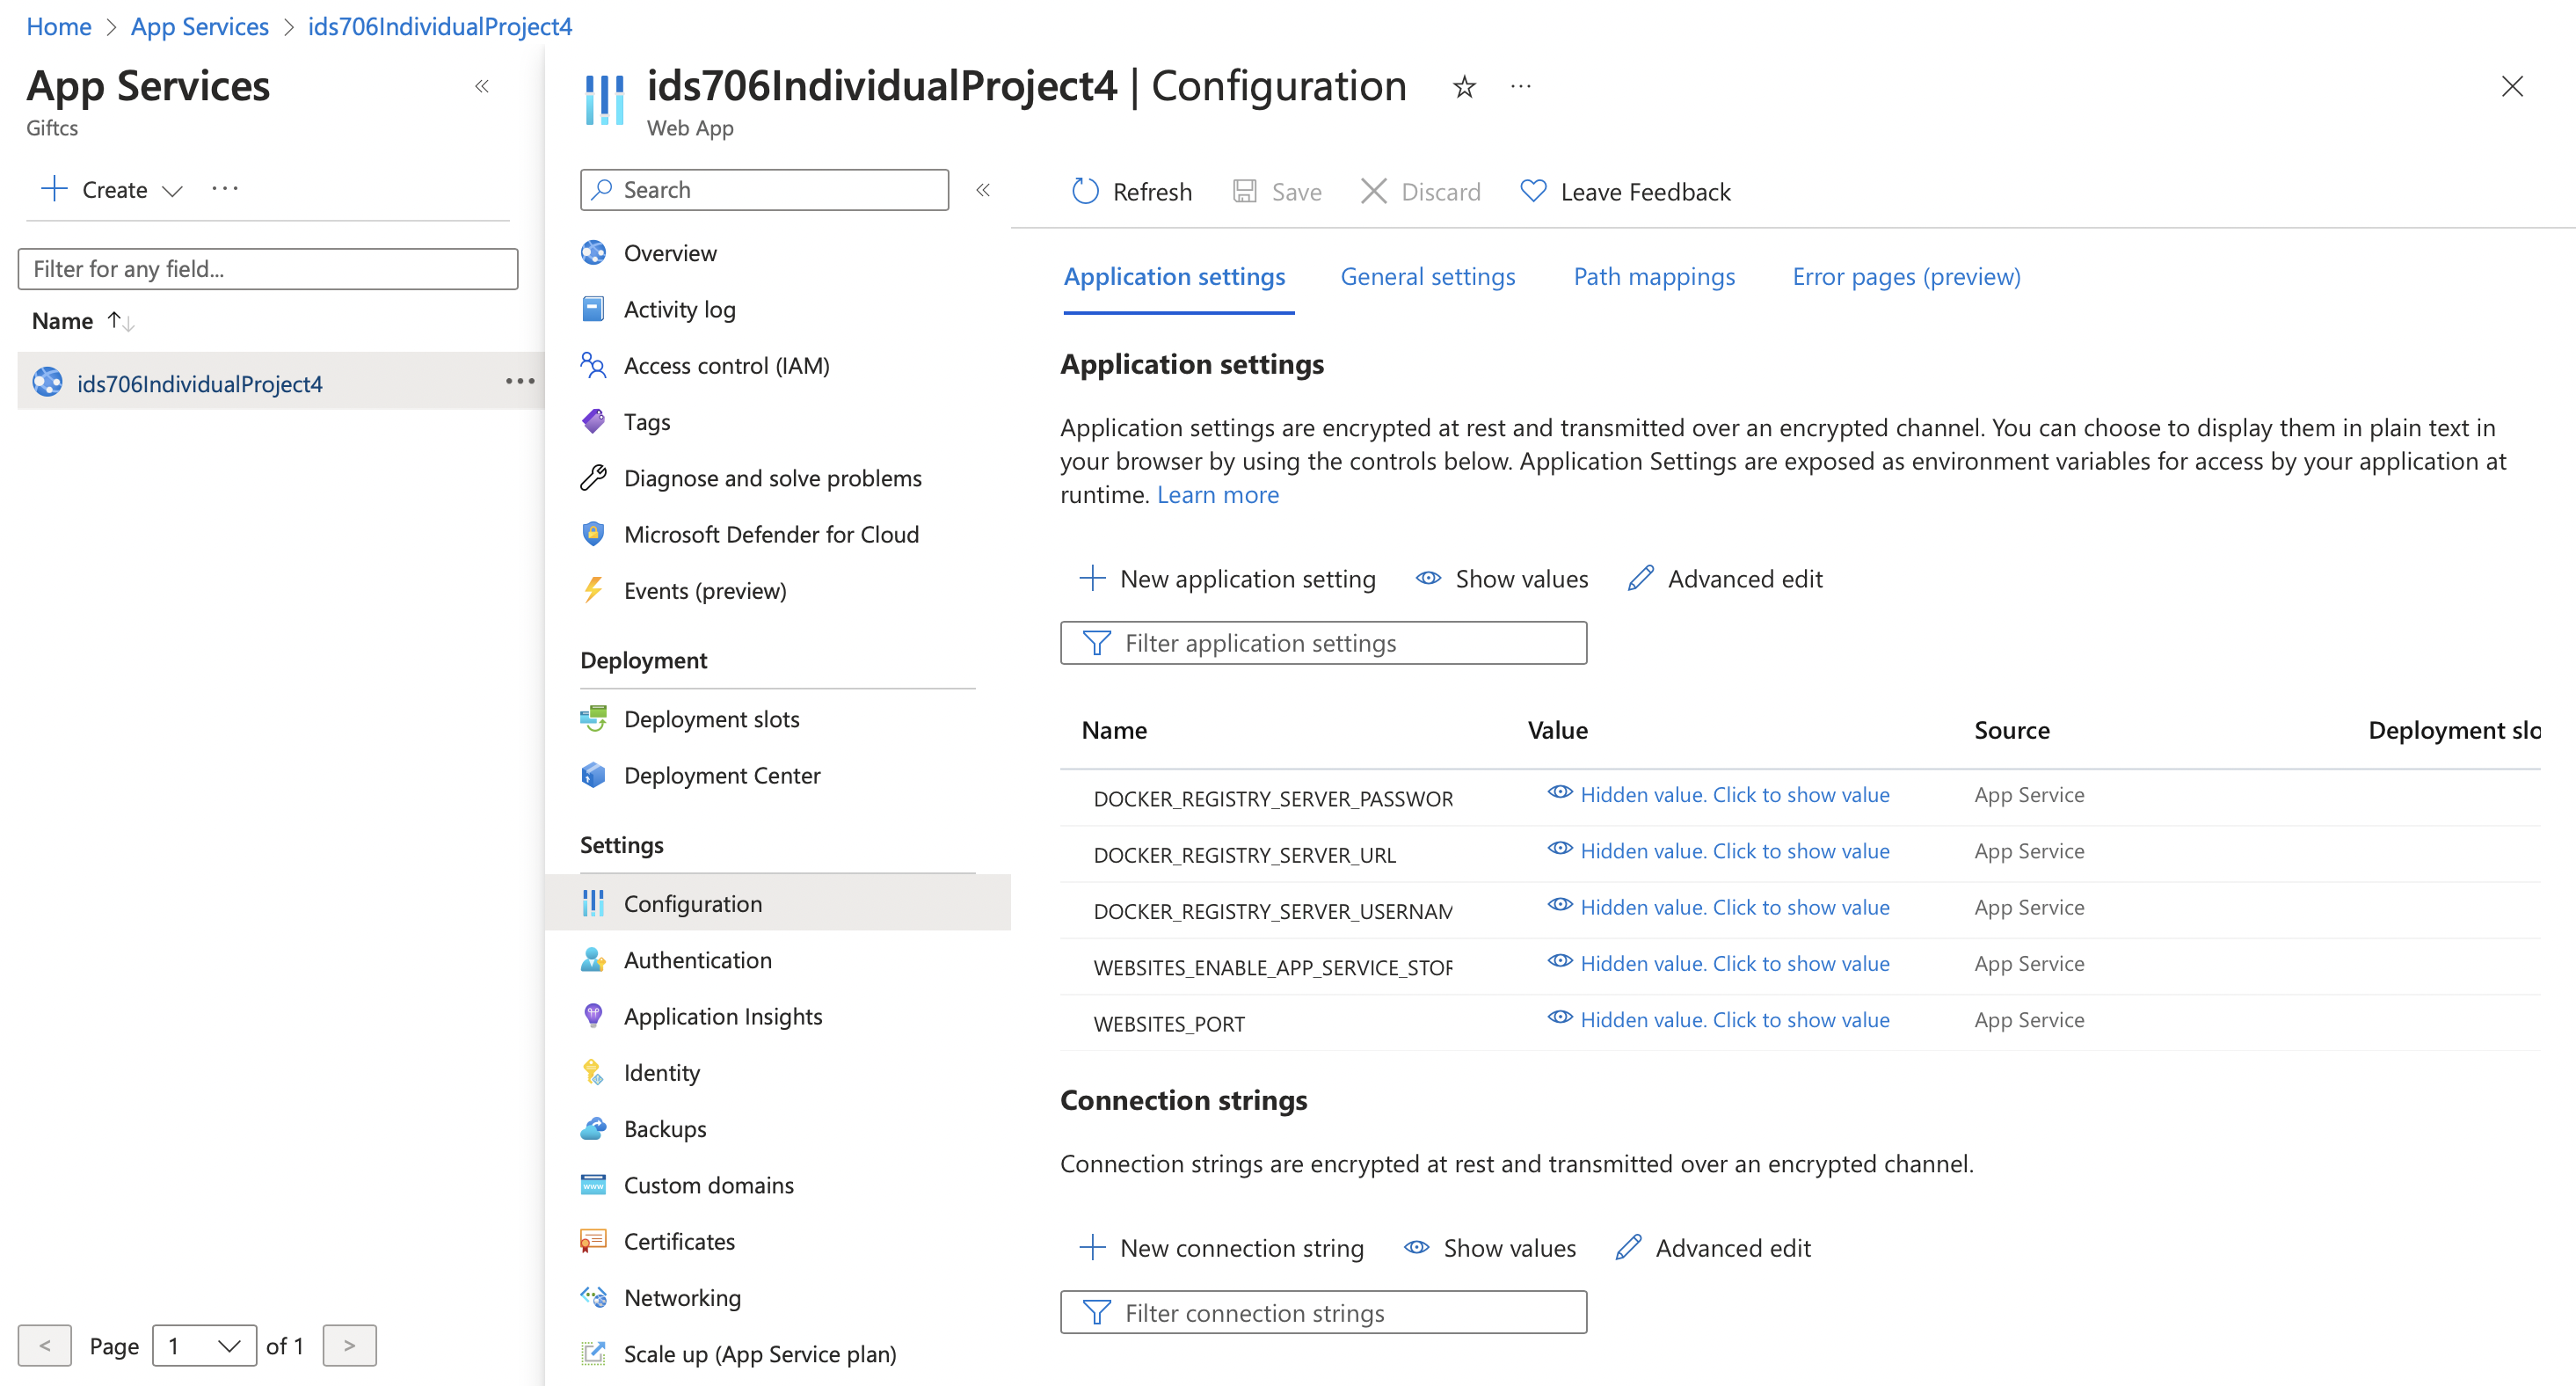 Home > App Services > ids706IndividualProject4
App Services
Giftcs
Create
Filter for any field...
Name
ids706IndividualProject4
< Page 1 of 1 >
ids706IndividualProject4 | Configuration
Web App
Search
Overview
Activity log
Access control (IAM)
Tags
Diagnose and solve problems
Microsoft Defender for Cloud
Events (preview)
Deployment
Deployment slots
Deployment Center
Settings
Configuration
Authentication
Application Insights
Identity
Backups
Custom domains
Certificates
Networking
Scale up (App Service plan)
Refresh Save Discard Leave Feedback
Application settings General settings Path mappings Error pages (preview)
Application settings
Application settings are encrypted at rest and transmitted over an encrypted channel. You can choose to display them in plain text in
your browser by using the controls below. Application Settings are exposed as environment variables for access by your application at
runtime. Learn more
New application setting Show values Advanced edit
Filter application settings
Name Value Source Deployment slo
DOCKER_REGISTRY_SERVER_PASSWOR Hidden value. Click to show value App Service
DOCKER_REGISTRY_SERVER_URL Hidden value. Click to show value App Service
DOCKER_REGISTRY_SERVER_USERNAM Hidden value. Click to show value App Service
WEBSITES_ENABLE_APP_SERVICE_STOR Hidden value. Click to show value App Service
WEBSITES_PORT Hidden value. Click to show value App Service
Connection strings
Connection strings are encrypted at rest and transmitted over an encrypted channel.
New connection string Show values Advanced edit
Filter connection strings